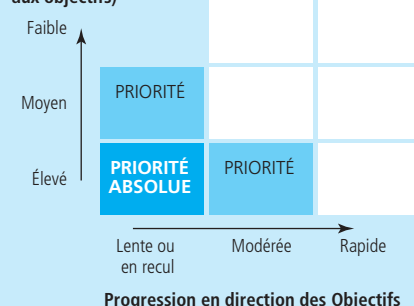 aux objectifs)
Faible
Moyen
PRIORITÉ
Élevé
PRIORITÉ
ABSOLUE
PRIORITÉ
Lente ou
en recul
Modérée
Rapide
Progression en direction des Objectifs